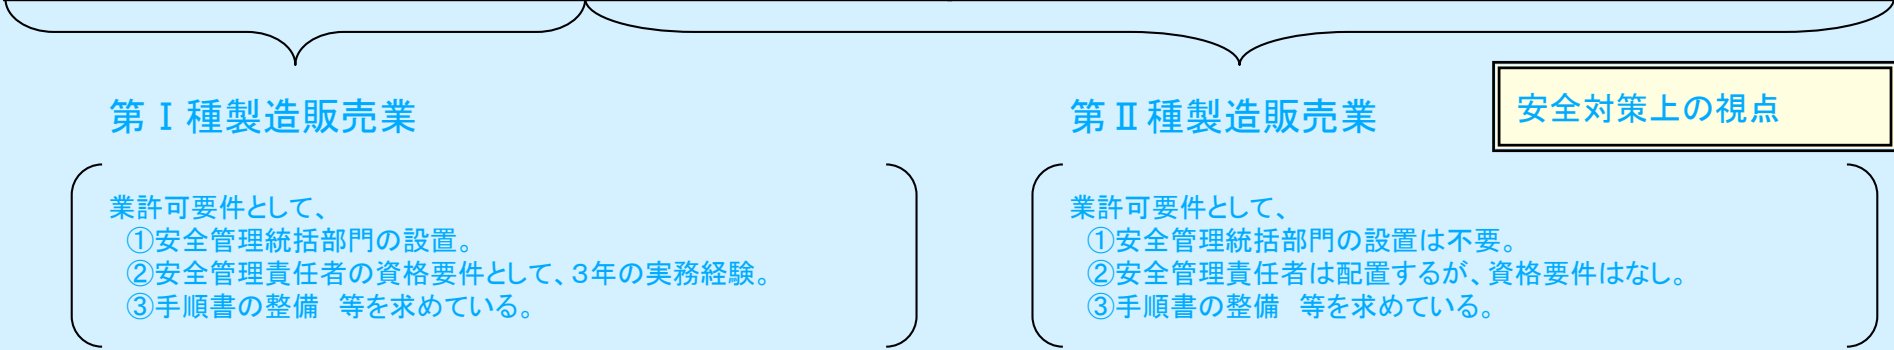 第Ⅰ種製造販売業
業許可要件として、
①安全管理統括部門の設置。
②安全管理責任者の資格要件として、３年の実務経験。
③手順書の整備　等を求めている。
第Ⅱ種製造販売業
安全対策上の視点
業許可要件として、
①安全管理統括部門の設置は不要。
②安全管理責任者は配置するが、資格要件はなし。
③手順書の整備　等を求めている。